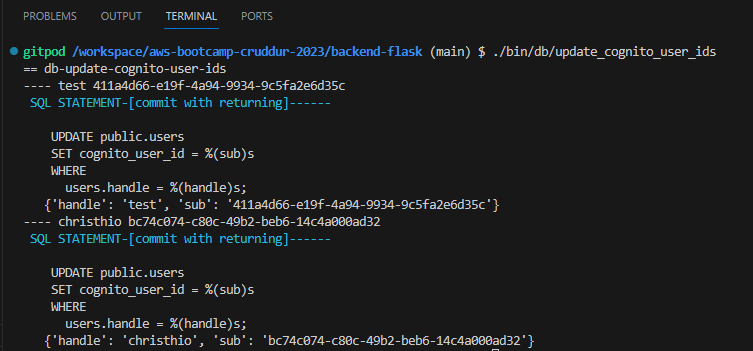 PROBLEMS OUTPUT TERMINAL PORTS
gitpod /workspace/aws-bootcamp-cruddur-2023/backend-flask (main) $ ./bin/db/update_cognito_user_ids
== db-update-cognito-user-ids
---- test 411a4d66-e19f-4a94-9934-9c5fa2e6d35c
SQL STATEMENT-[commit with returning]------
UPDATE public.users
SET cognito_user_id = %(sub)s
WHERE
users.handle = %(handle)s;
{'handle': 'test', 'sub': '411a4d66-e19f-4a94-9934-9c5fa2e6d35c'}
---- christhio bc74c074-c80c-49b2-beb6-14c4a000ad32
SQL STATEMENT-[commit with returning]------
UPDATE public.users
SET cognito_user_id = %(sub)s
WHERE
users.handle = %(handle)s;
{'handle': 'christhio', 'sub': 'bc74c074-c80c-49b2-beb6-14c4a000ad32'}